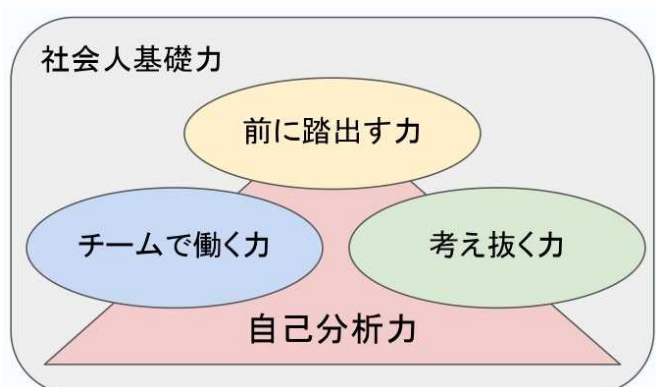 社会人基礎力
前に踏出す力
チームで働く力
考え抜く力
自己分析力